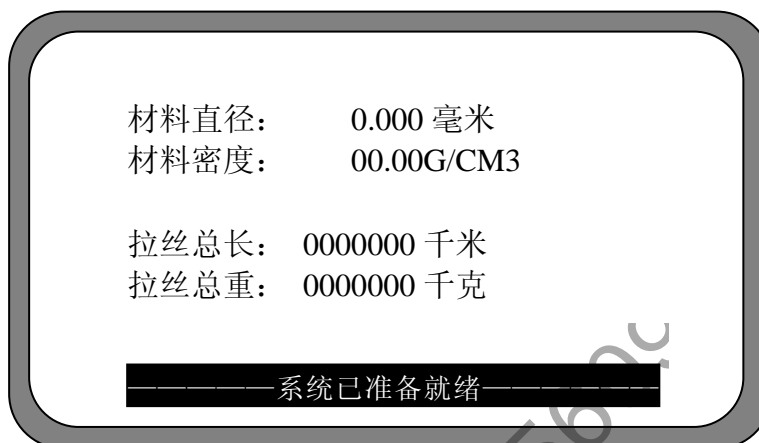 材料直径： 0.000 毫米
材料密度： 00.00G/CM3
拉丝总长： 0000000 千米
拉丝总重： 0000000 千克
—————系统已准备就绪——————